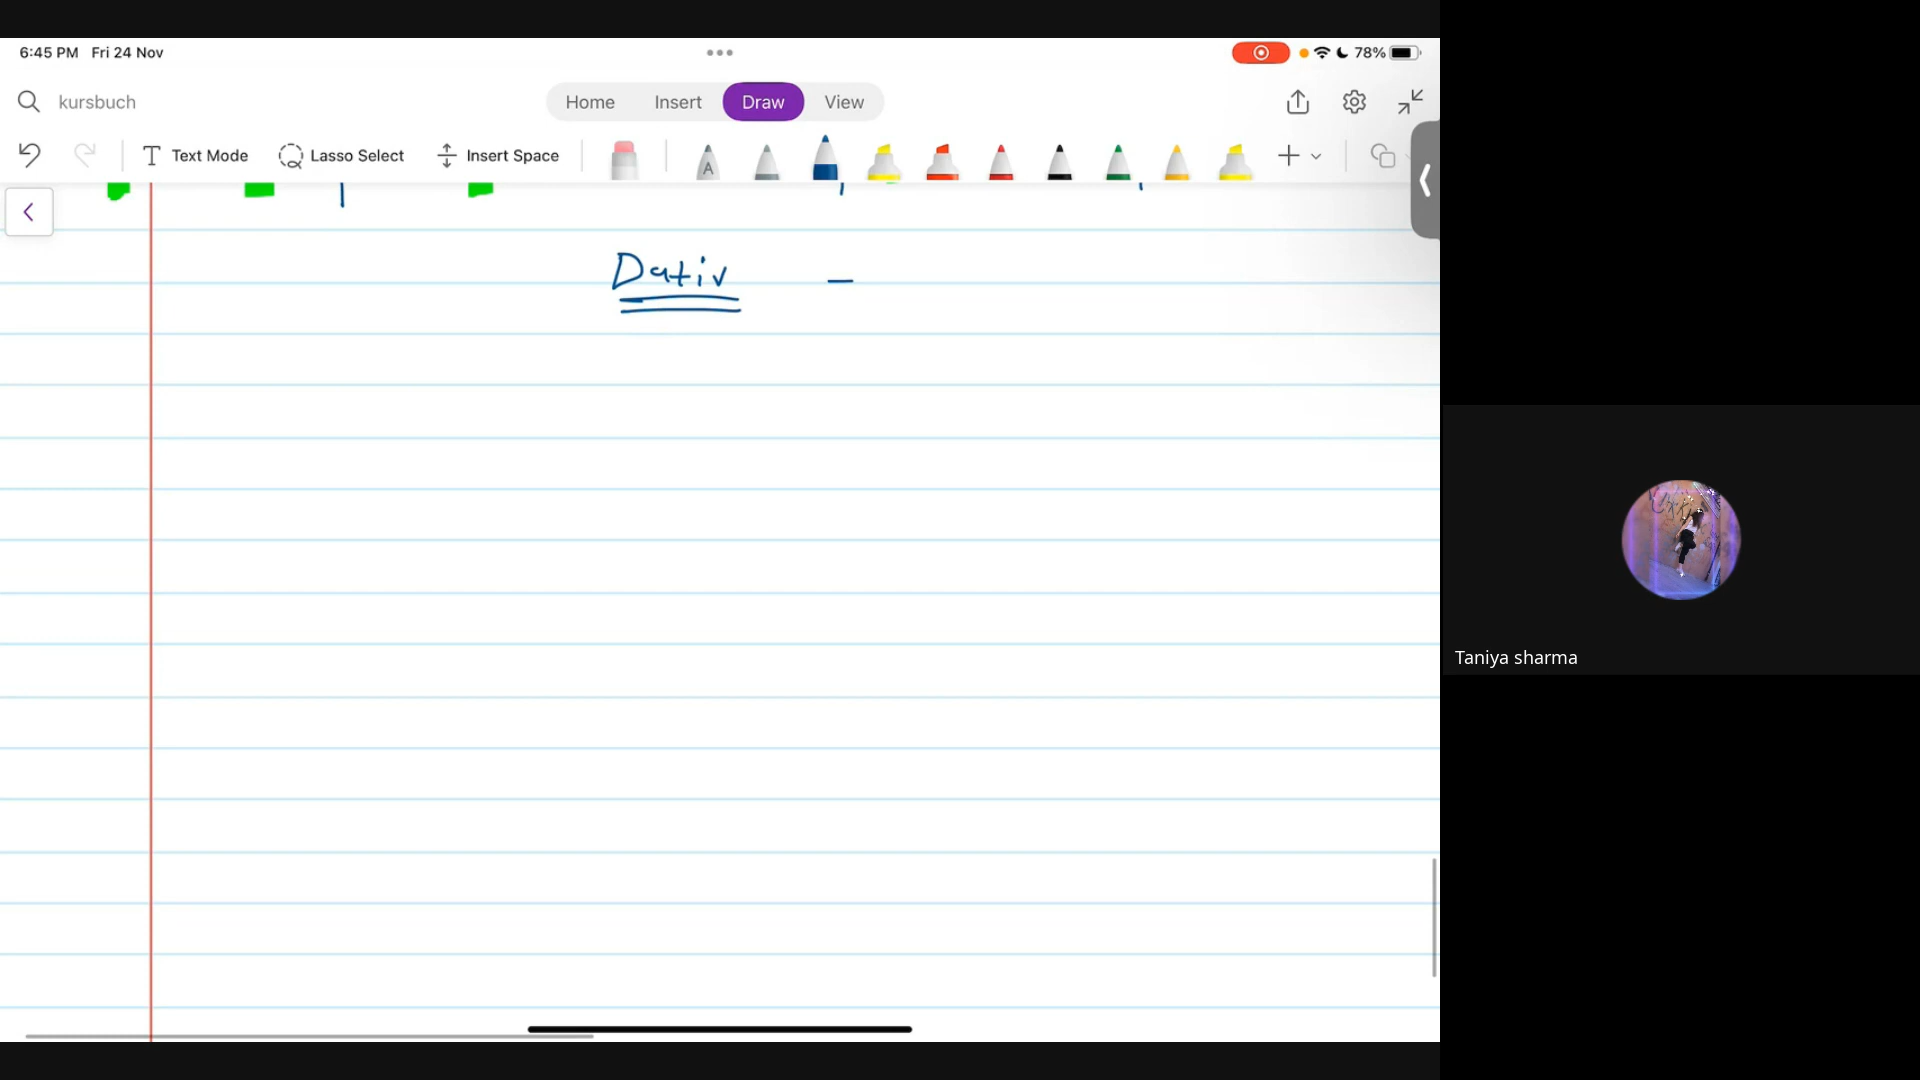 6:45 PM Fri 24 Nov 78%
kursbuch Home Insert Draw View
Text Mode Lasso Select Insert Space A
Dativ –
Taniya sharma